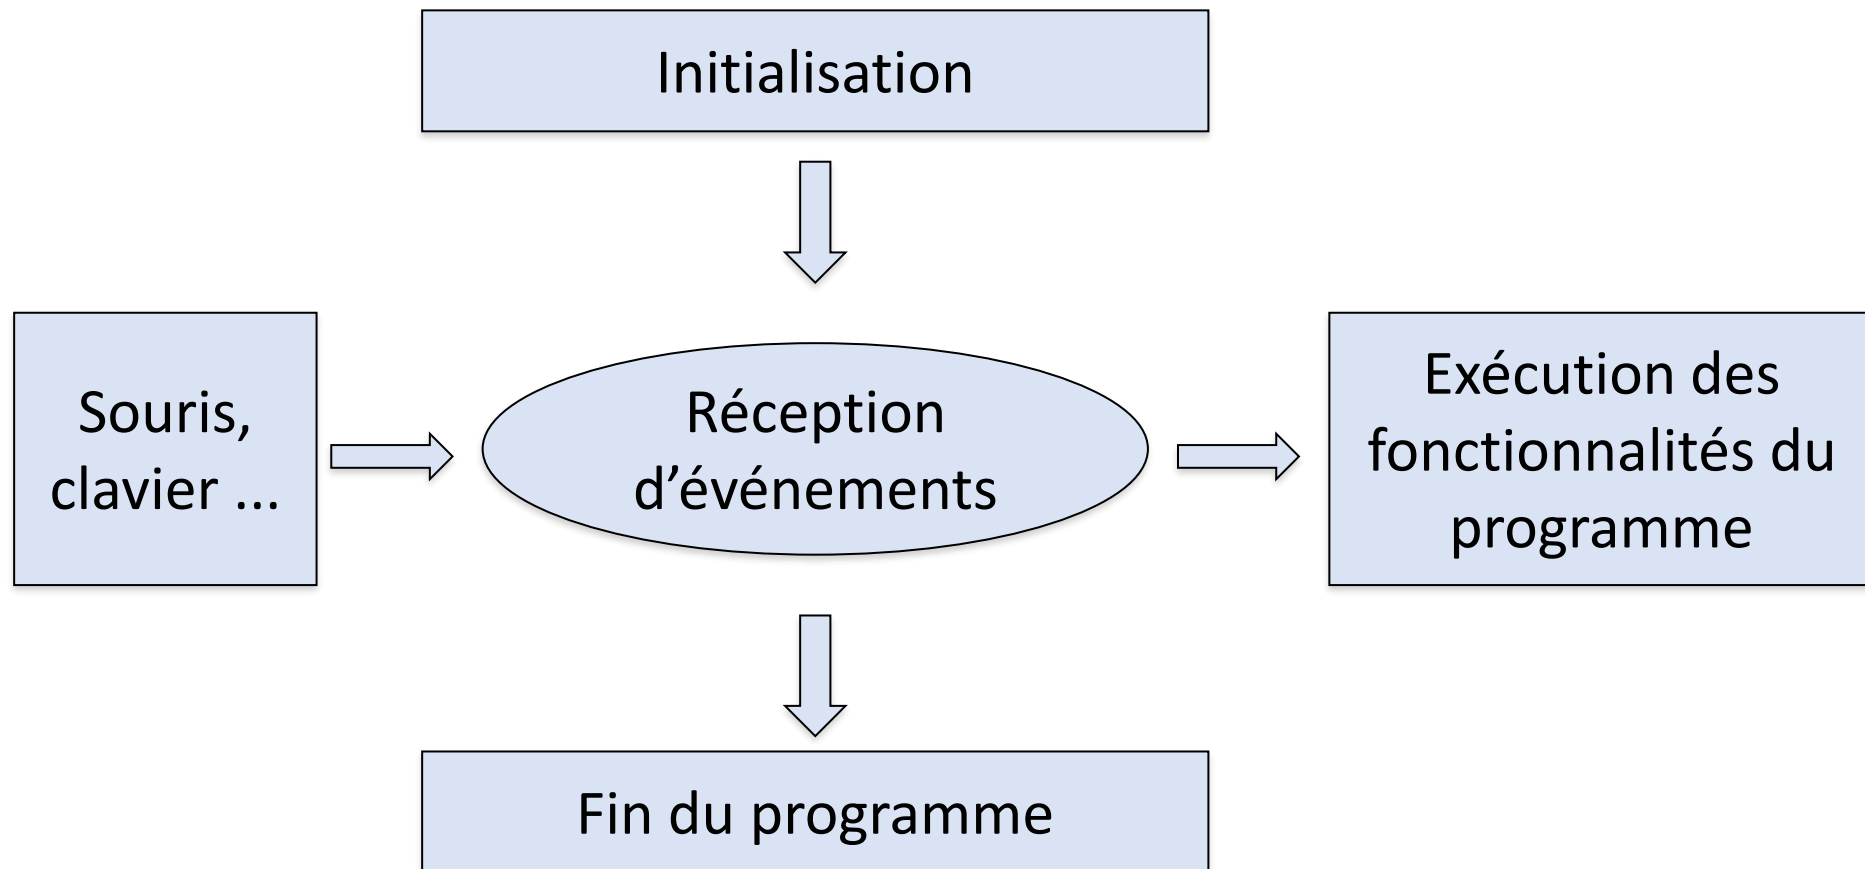 Initialisation
Souris,
clavier ...
Réception
d’événements
Exécution des
fonctionnalités du
programme
Fin du programme